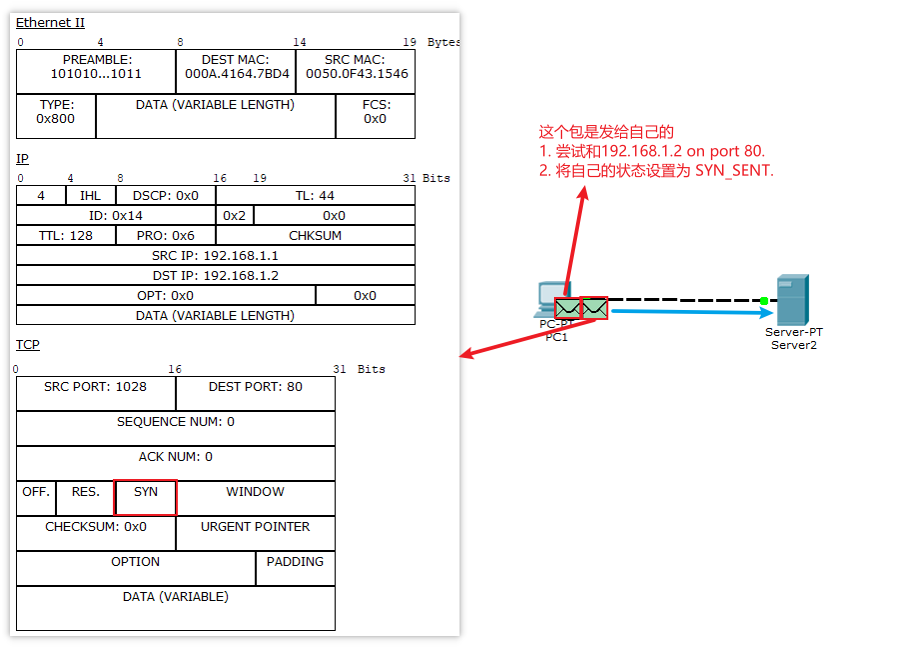 Ethernet II
0 4 8 14 19 Bytes
PREAMBLE: 101010...1011 DEST MAC: 000A.4164.7BD4 SRC MAC: 0050.0F43.1546
TYPE: 0x800 DATA (VARIABLE LENGTH) FCS: 0x0
IP
0 4 8 16 19 31 Bits
4 IHL DSCP: 0x0 TL: 44
ID: 0x14 0x2 0x0
TTL: 128 PRO: 0x6 CHKSUM
SRC IP: 192.168.1.1
DST IP: 192.168.1.2
OPT: 0x0 0x0
DATA (VARIABLE LENGTH)
TCP
0 16 31 Bits
SRC PORT: 1028 DEST PORT: 80
SEQUENCE NUM: 0
ACK NUM: 0
OFF. RES. SYN WINDOW
CHECKSUM: 0x0 URGENT POINTER
OPTION PADDING
DATA (VARIABLE)
这个包是发给自己的
1. 尝试和192.168.1.2 on port 80.
2. 将自己的状态设置为 SYN_SENT.
PC-PT
PC1
Server-PT
Server2